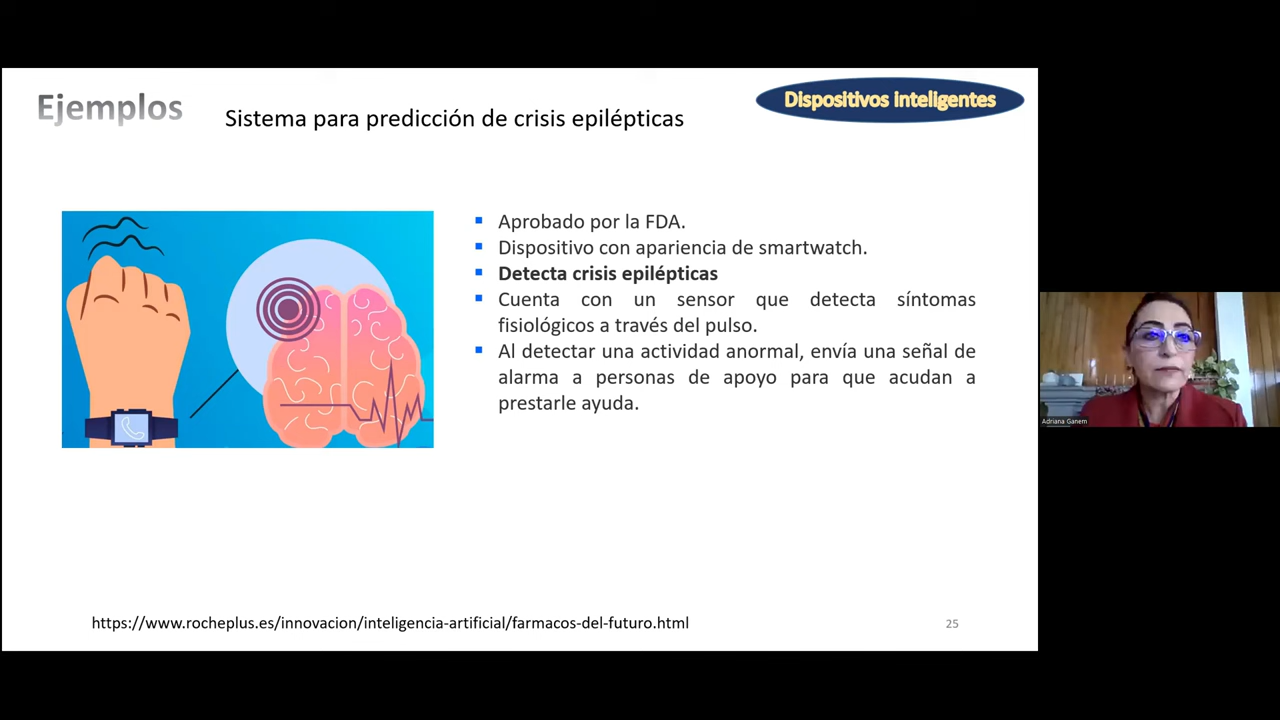 Ejemplos
Sistema para predicción de crisis epilépticas
Dispositivos inteligentes
Aprobado por la FDA.
Dispositivo con apariencia de smartwatch.
Detecta crisis epilépticas
Cuenta con un sensor que detecta síntomas
fisiológicos a través del pulso.
Al detectar una actividad anormal, envía una señal de
alarma a personas de apoyo para que acudan a
prestarle ayuda.
https://www.rocheplus.es/innovacion/inteligencia-artificial/farmacos-del-futuro.html
25
Adriana Ganem